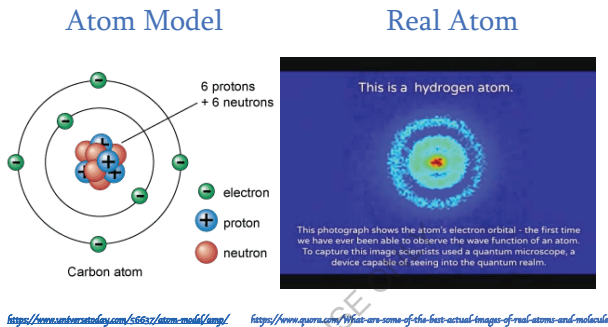 Atom Model
Real Atom
6 protons
+ 6 neutrons
electron
proton
neutron
Carbon atom
This is a hydrogen atom.
This photograph shows the atom's electron orbital - the first time
we have ever been able to observe the wave function of an atom.
To capture this image scientists used a quantum microscope, a
device capable of seeing into the quantum realm.
https://www.universetoday.com/56637/atom-model/amp/
https://www.quora.com/What-are-some-of-the-best-actual-images-of-real-atoms-and-molecule